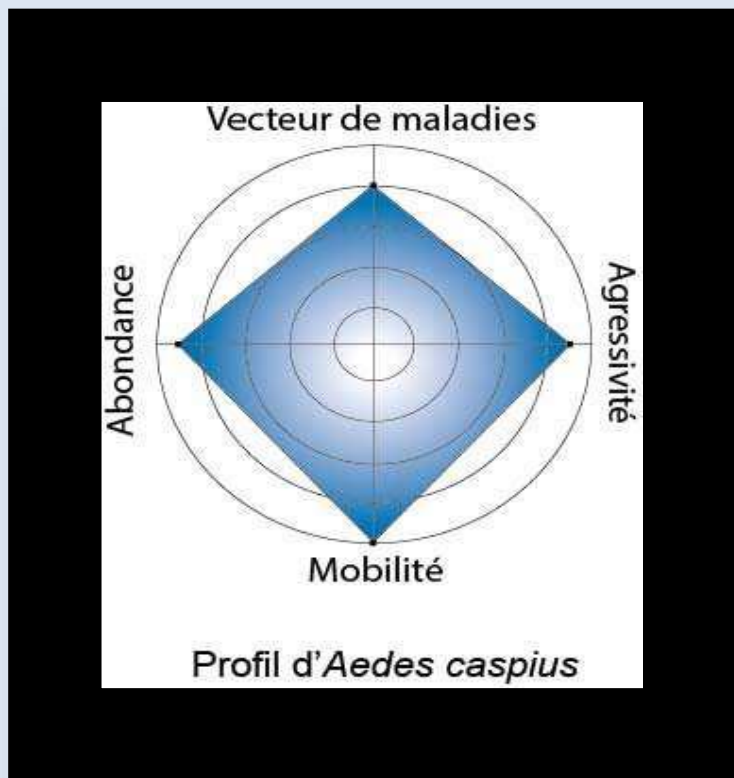 Vecteur de maladies
Abondance
Agressivité
Mobilité
Profil d'Aedes caspius